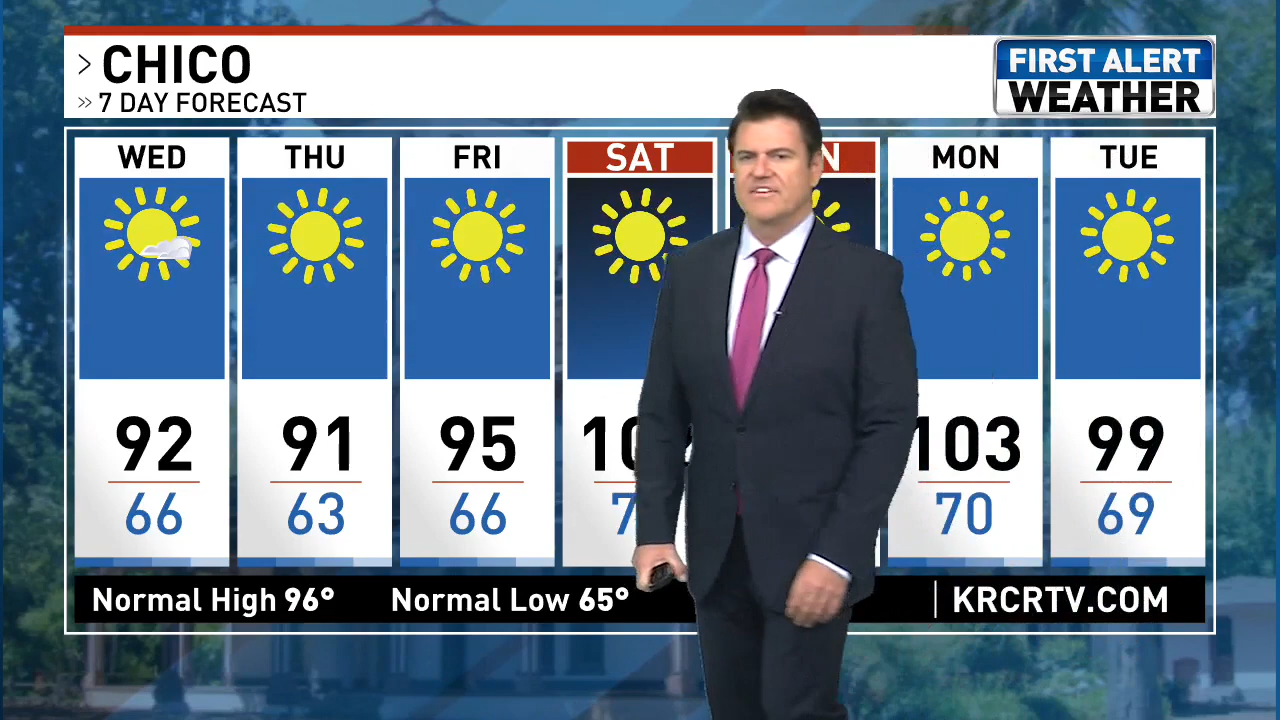 > CHICO
» 7 DAY FORECAST
FIRST ALERT
WEATHER
WED THU FRI SAT MON TUE
92 91 95 103 99
66 63 66 70 69
Normal High 96° Normal Low 65° | KRCRTV.COM